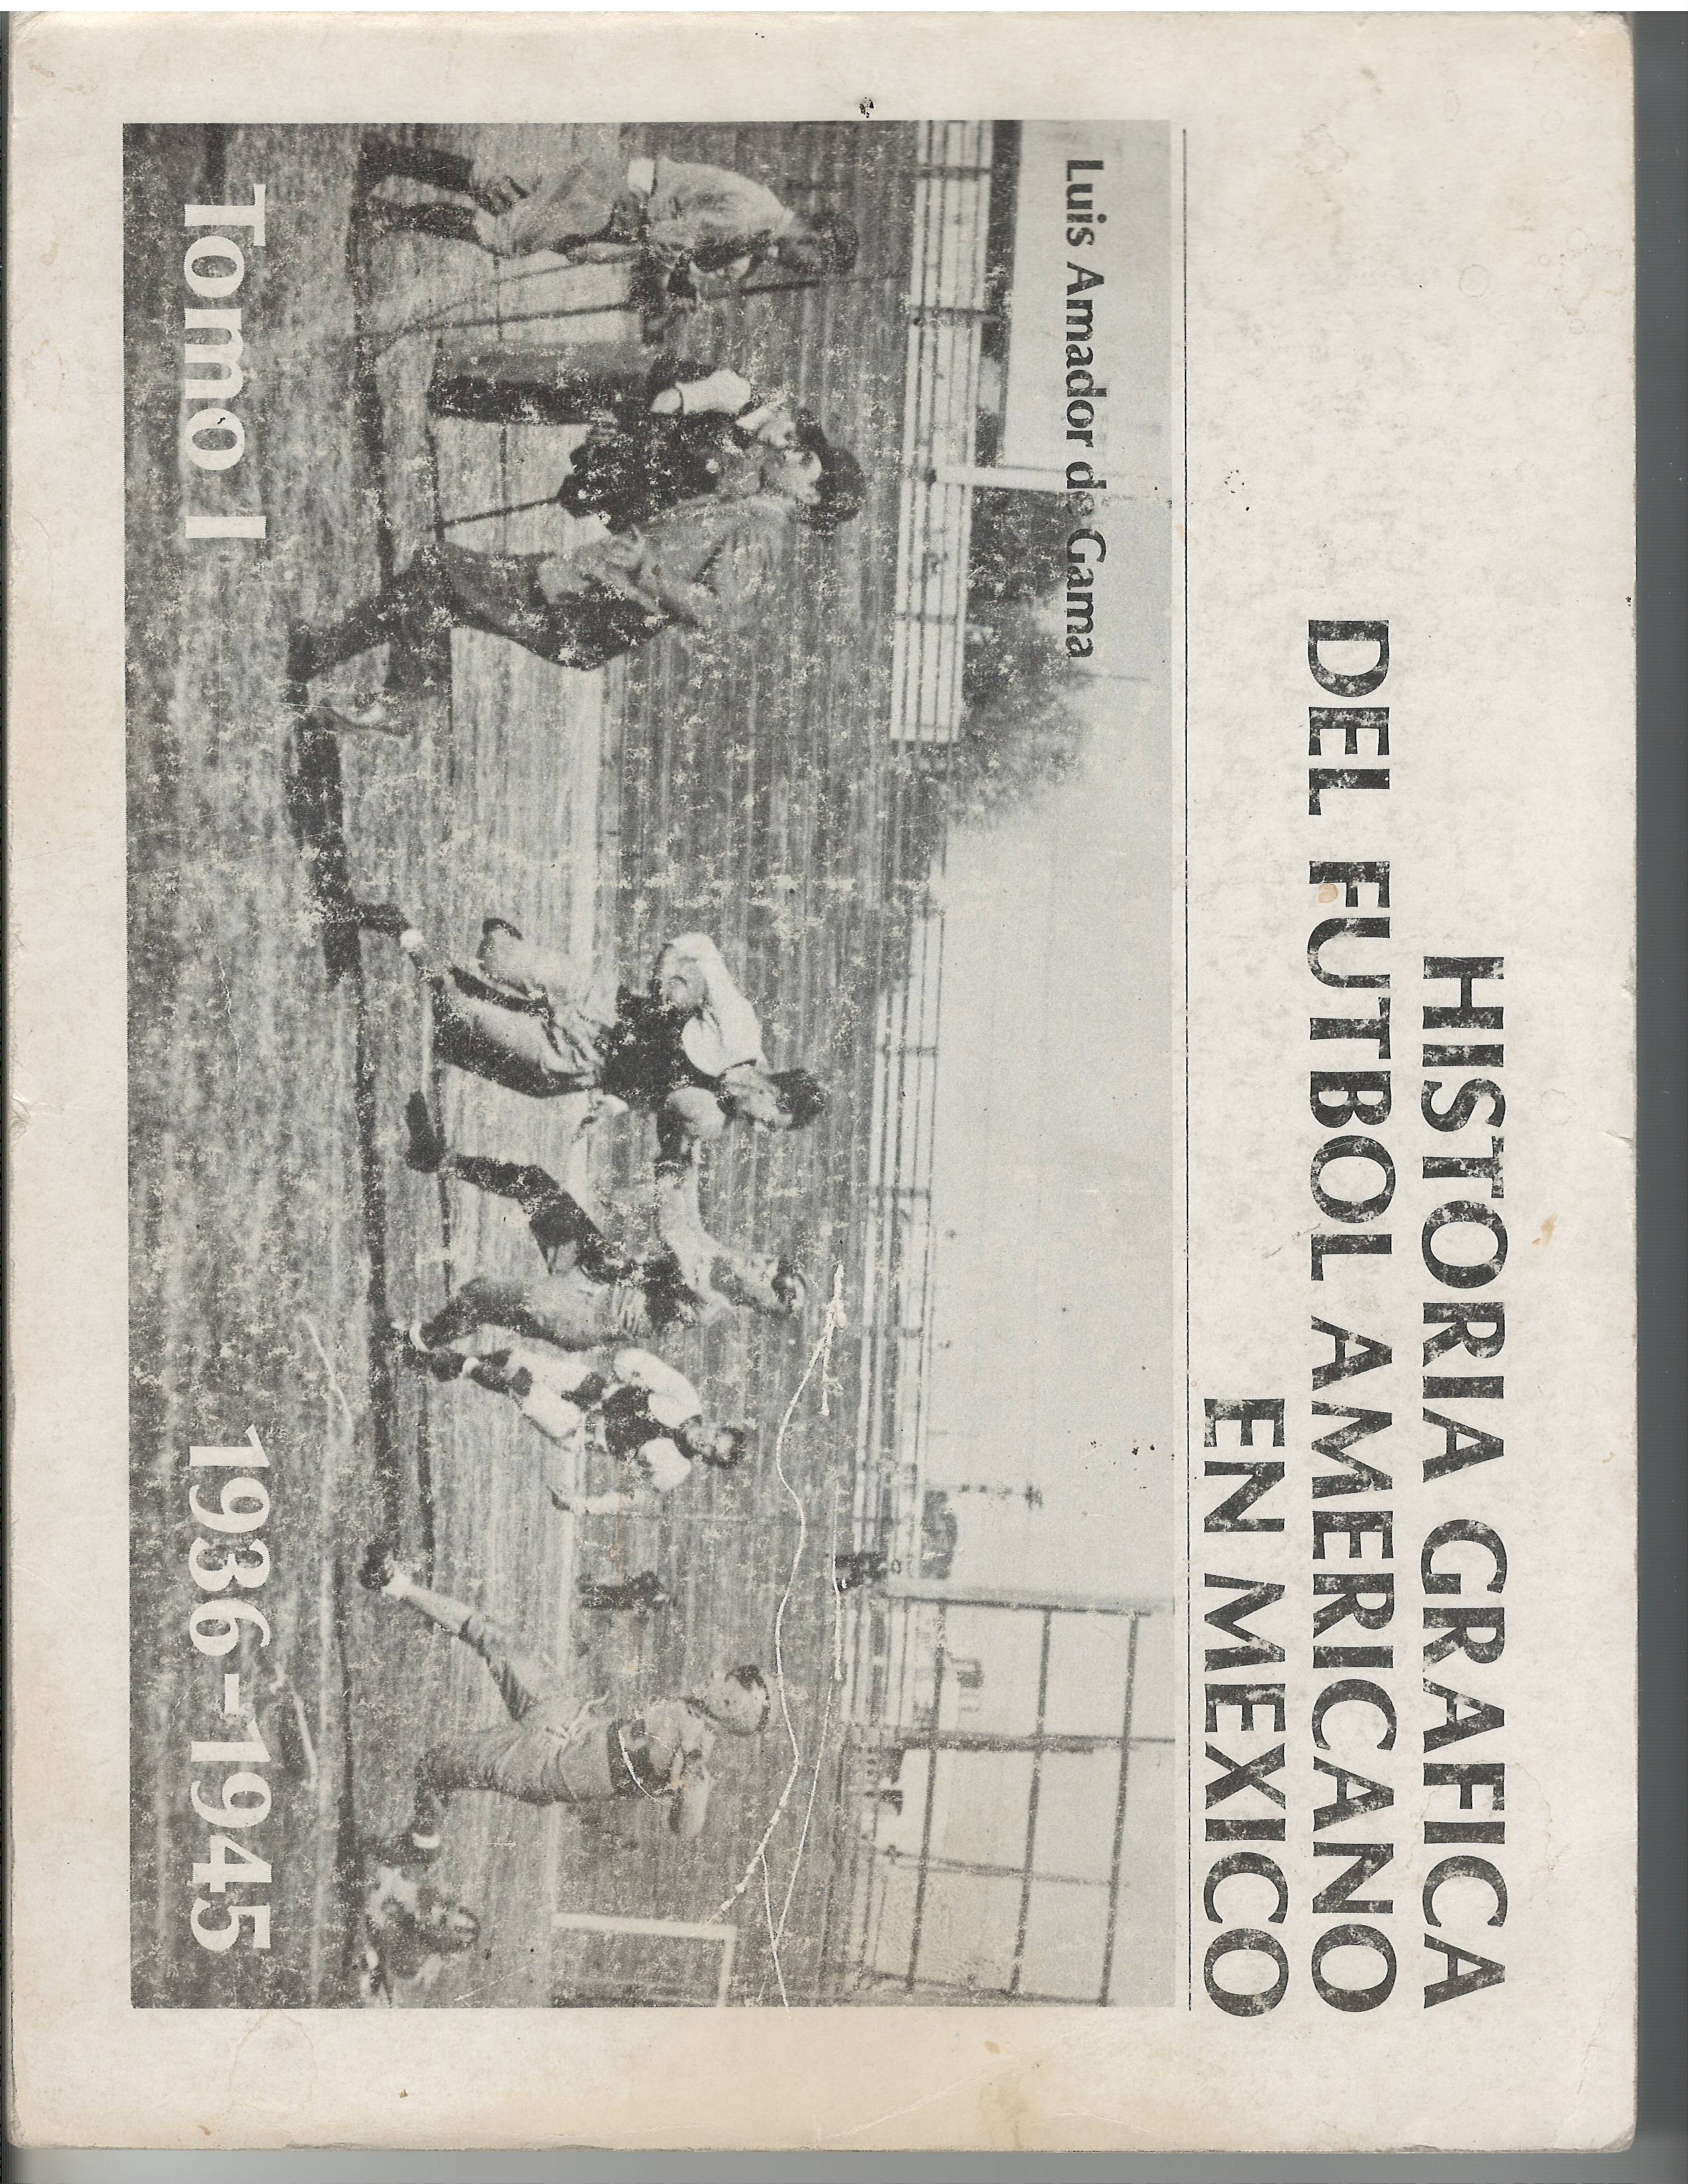 HISTORIA GRAFICA
DEL FUTBOL AMERICANO
EN MEXICO
Luis Amador de Gama
Tomo I
1936-1945